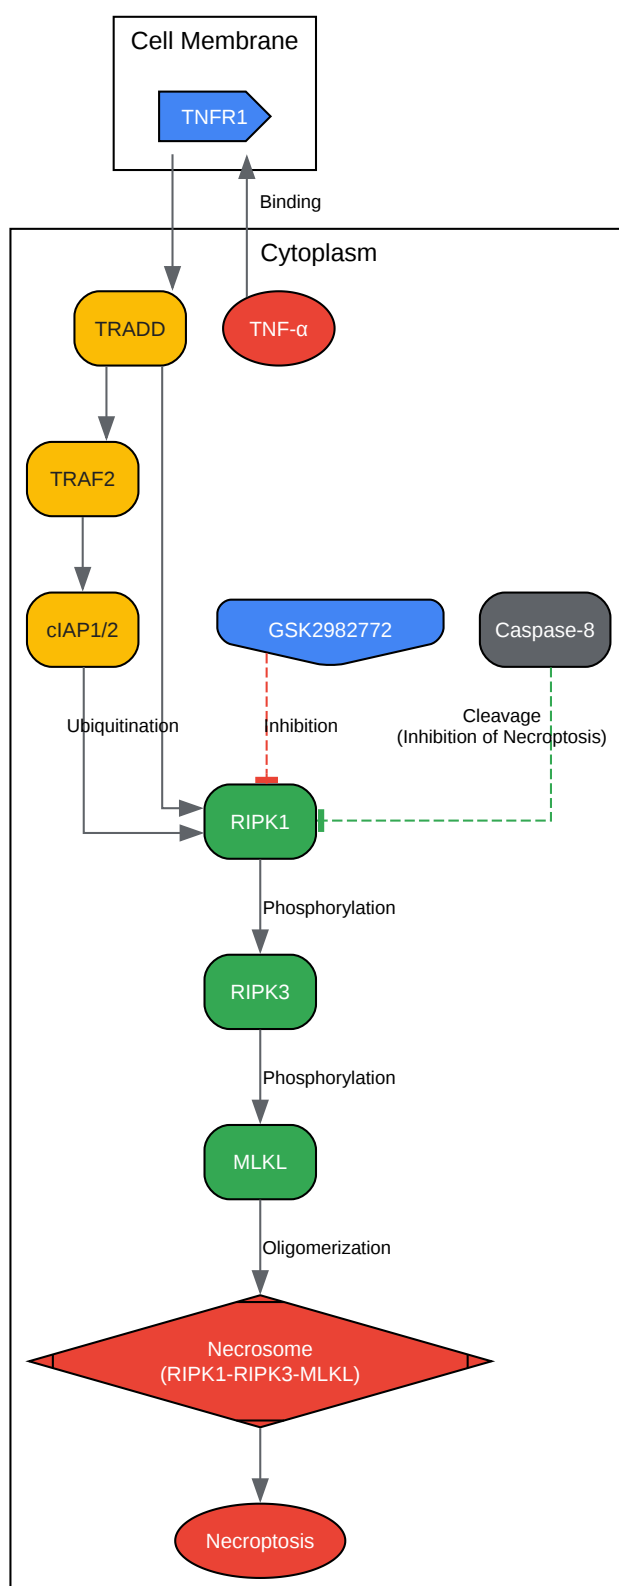 Cell Membrane
TNFR1
Binding
Cytoplasm
TRADD
TNF-α
TRAF2
cIAP1/2
GSK2982772
Caspase-8
Ubiquitination
Inhibition
Cleavage
(Inhibition of Necroptosis)
RIPK1
Phosphorylation
RIPK3
Phosphorylation
MLKL
Oligomerization
Necrosome
(RIPK1-RIPK3-MLKL)
Necroptosis